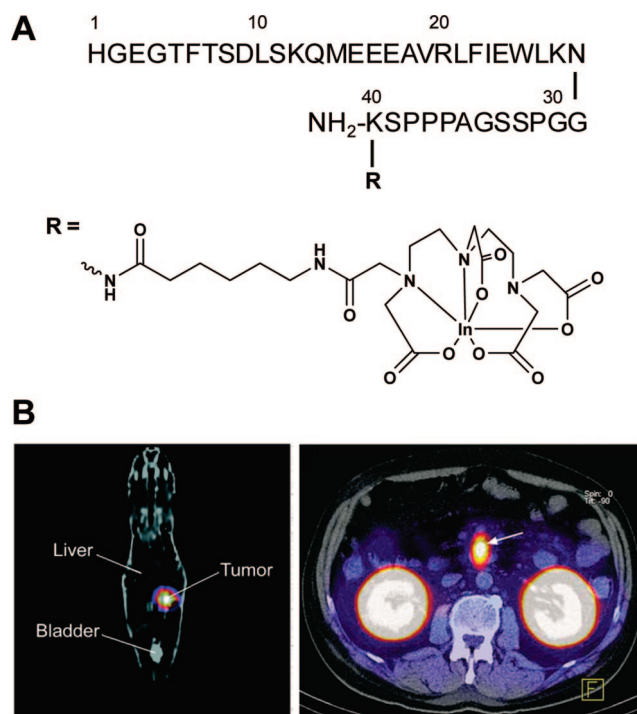 A
1 10 20
HGEGTFTSDLSKQMEEEAVRLFIEWLKN
40 30
NH2-KSPPPAGSSPGG
R
R =
O
H
N
O
N
H
O
N
N
N
O
O
O
In
O
O
O
O
O
B
Liver
Tumor
Bladder
Spin: 0
Tilt: -90
F